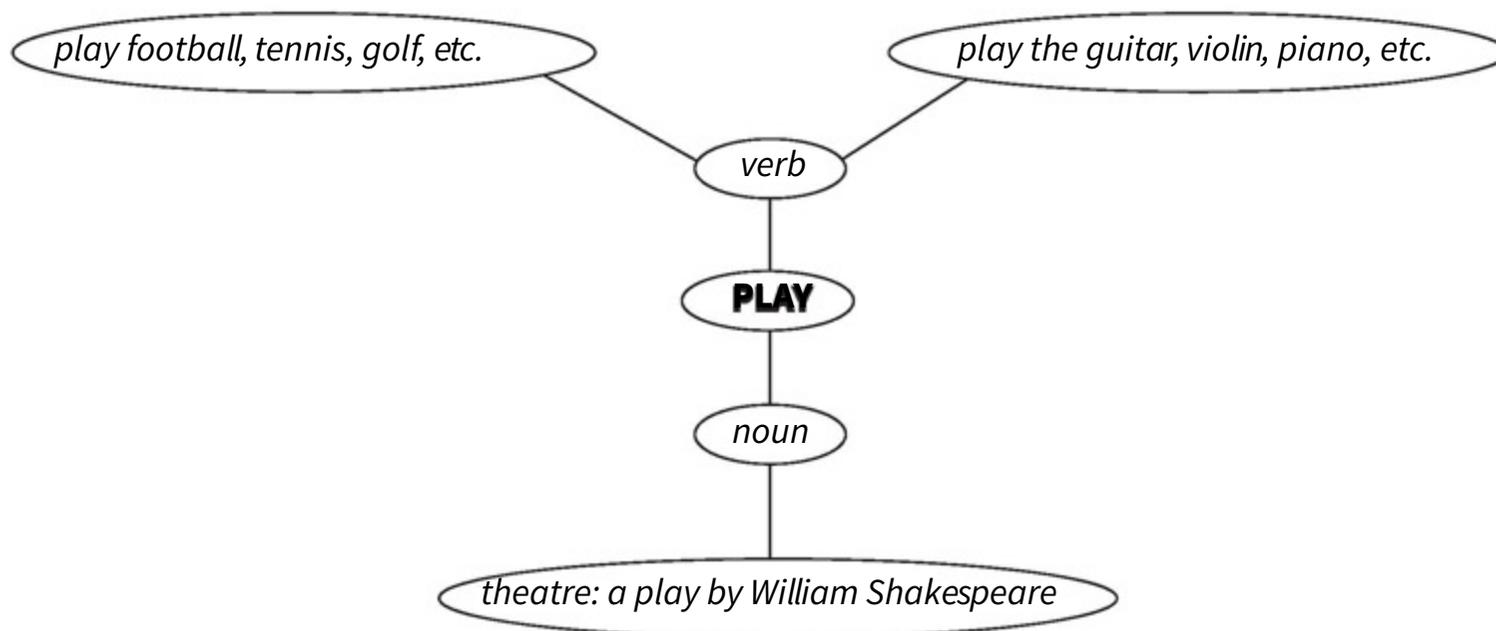 play football, tennis, golf, etc.
play the guitar, violin, piano, etc.
verb
PLAY
noun
theatre: a play by William Shakespeare